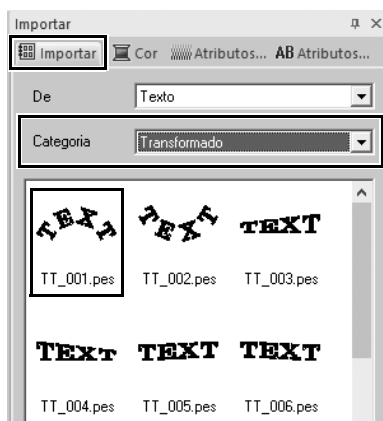 Importar
Importar Cor Atributos... AB Atributos...
De Texto
Categoria Transformado
TEXT TEXT TEXT
TT_001.pes TT_002.pes TT_003.pes
TEXT TEXT TEXT
TT_004.pes TT_005.pes TT_006.pes